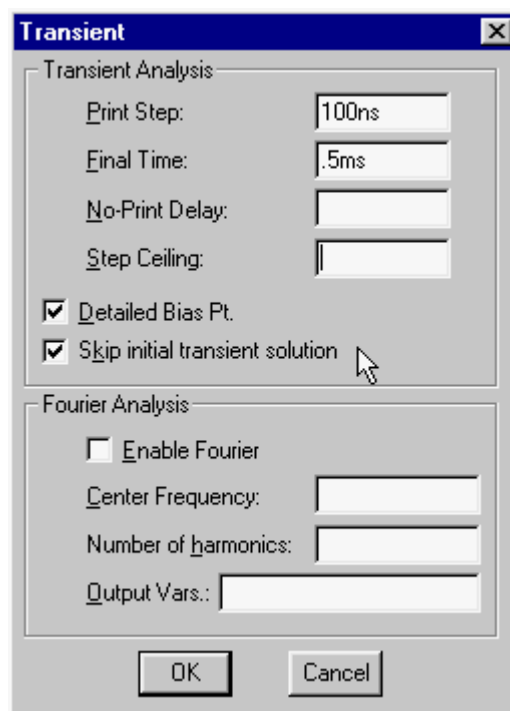 Transient
Transient Analysis
Print Step: 100ns
Final Time: .5ms
No-Print Delay:
Step Ceiling:
Detailed Bias Pt.
Skip initial transient solution
Fourier Analysis
Enable Fourier
Center Frequency:
Number of harmonics:
Output Vars.:
OK Cancel